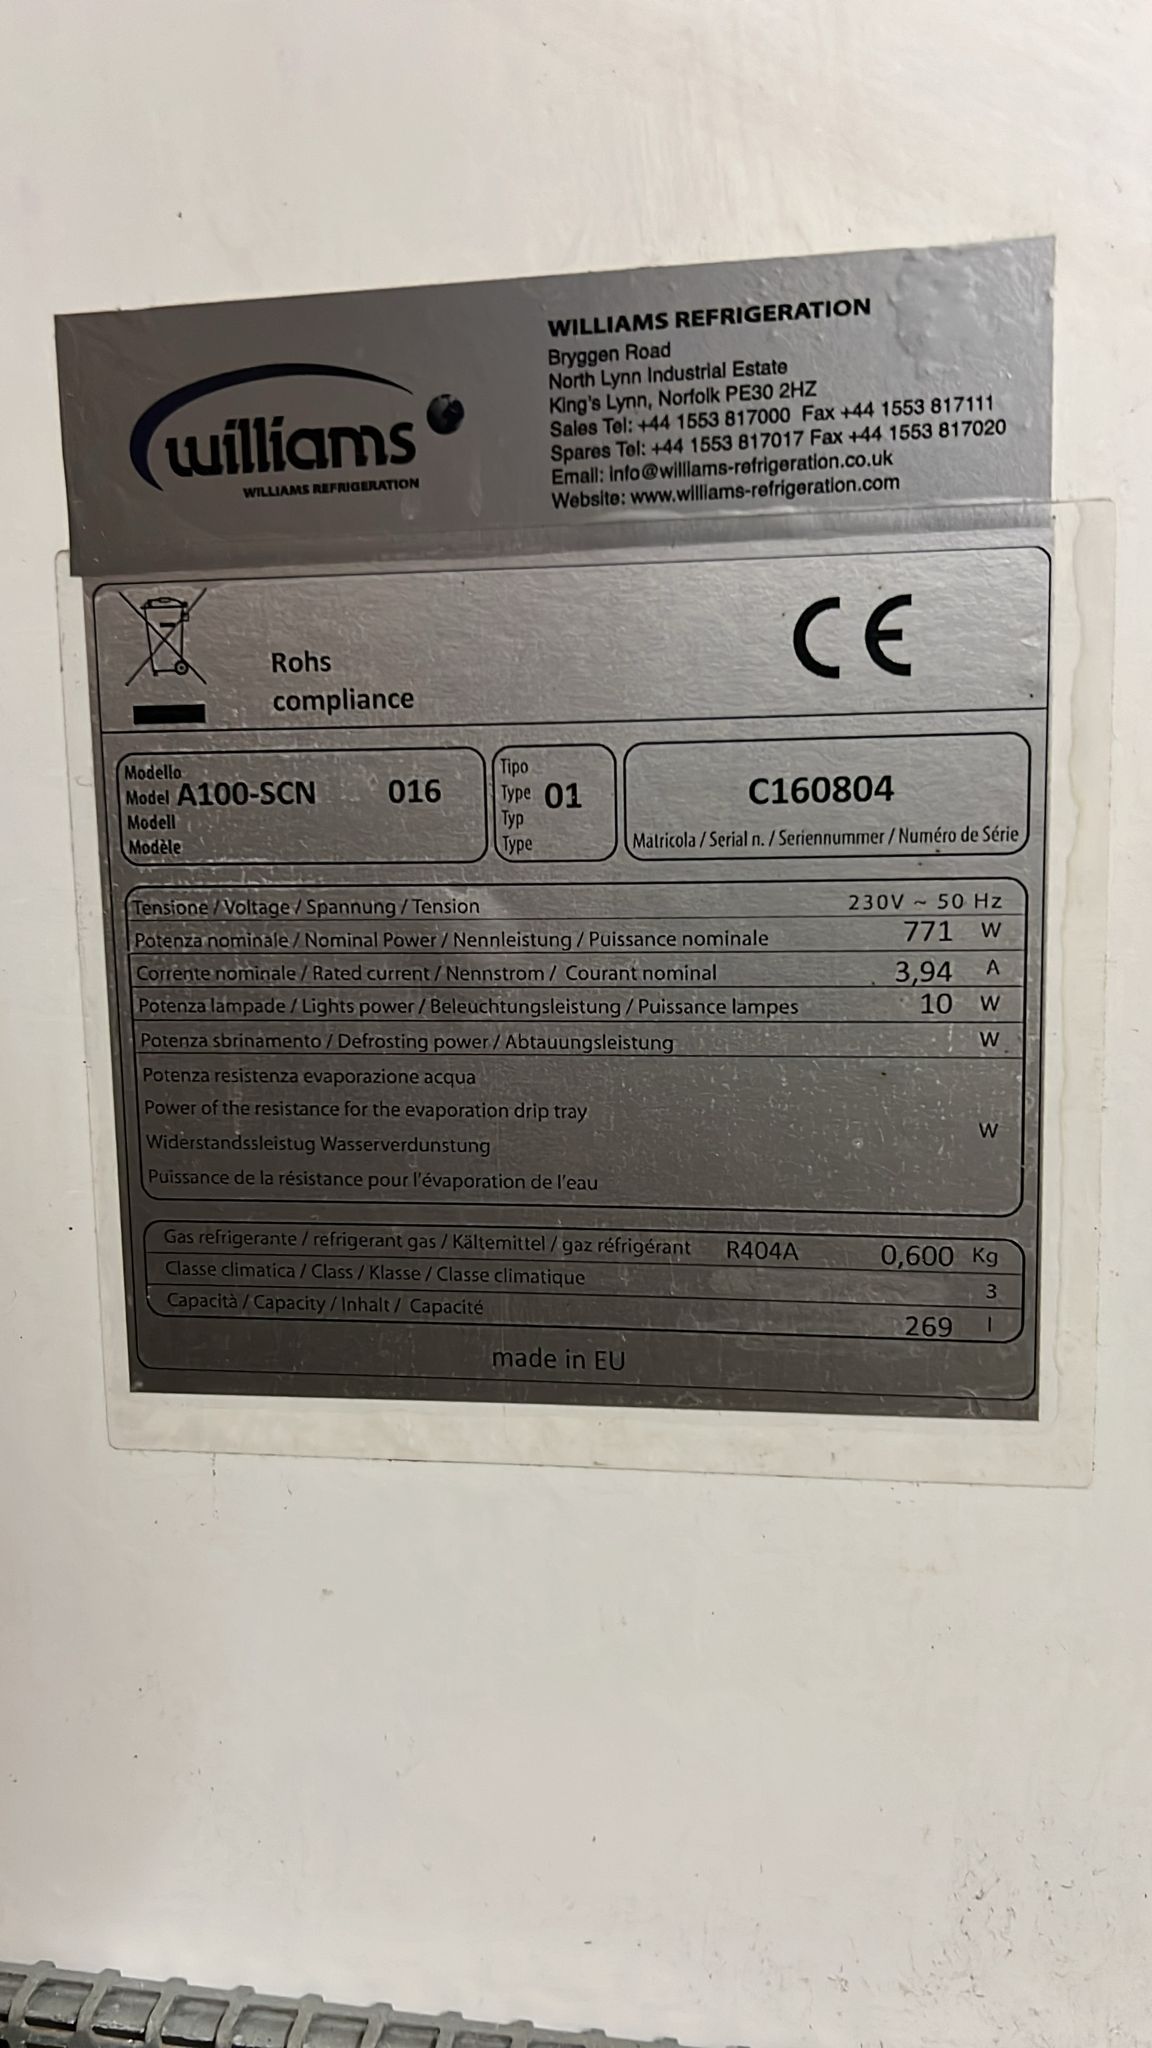 williams
WILLIAMS REFRIGERATION
WILLIAMS REFRIGERATION
Bryggen Road
North Lynn Industrial Estate
King's Lynn, Norfolk PE30 2HZ
Sales Tel: +44 1553 817000 Fax +44 1553 817111
Spares Tel: +44 1553 817017 Fax +44 1553 817020
Email: info@williams-refrigeration.co.uk
Website: www.williams-refrigeration.com
Rohs
compliance
CE
Modello
Model A100-SCN 016
Modell
Modèle
Tipo
Type 01
Typ
Type
C160804
Matricola / Serial n. / Seriennummer / Numéro de Série
Tensione / Voltage / Spannung / Tension 230V ~ 50 Hz
Potenza nominale / Nominal Power / Nennleistung / Puissance nominale 771 W
Corrente nominale / Rated current / Nennstrom / Courant nominal 3,94 A
Potenza lampade / Lights power / Beleuchtungsleistung / Puissance lampes 10 W
Potenza sbrinamento / Defrosting power / Abtauungsleistung W
Potenza resistenza evaporazione acqua
Power of the resistance for the evaporation drip tray
W
Widerstandssleistug Wasserverdunstung
Puissance de la résistance pour l'évaporation de l'eau
Gas refrigerante / refrigerant gas / Kältemittel / gaz réfrigérant R404A 0,600 Kg
Classe climatica / Class / Klasse / Classe climatique 3
Capacità / Capacity / Inhalt / Capacité 269 l
made in EU